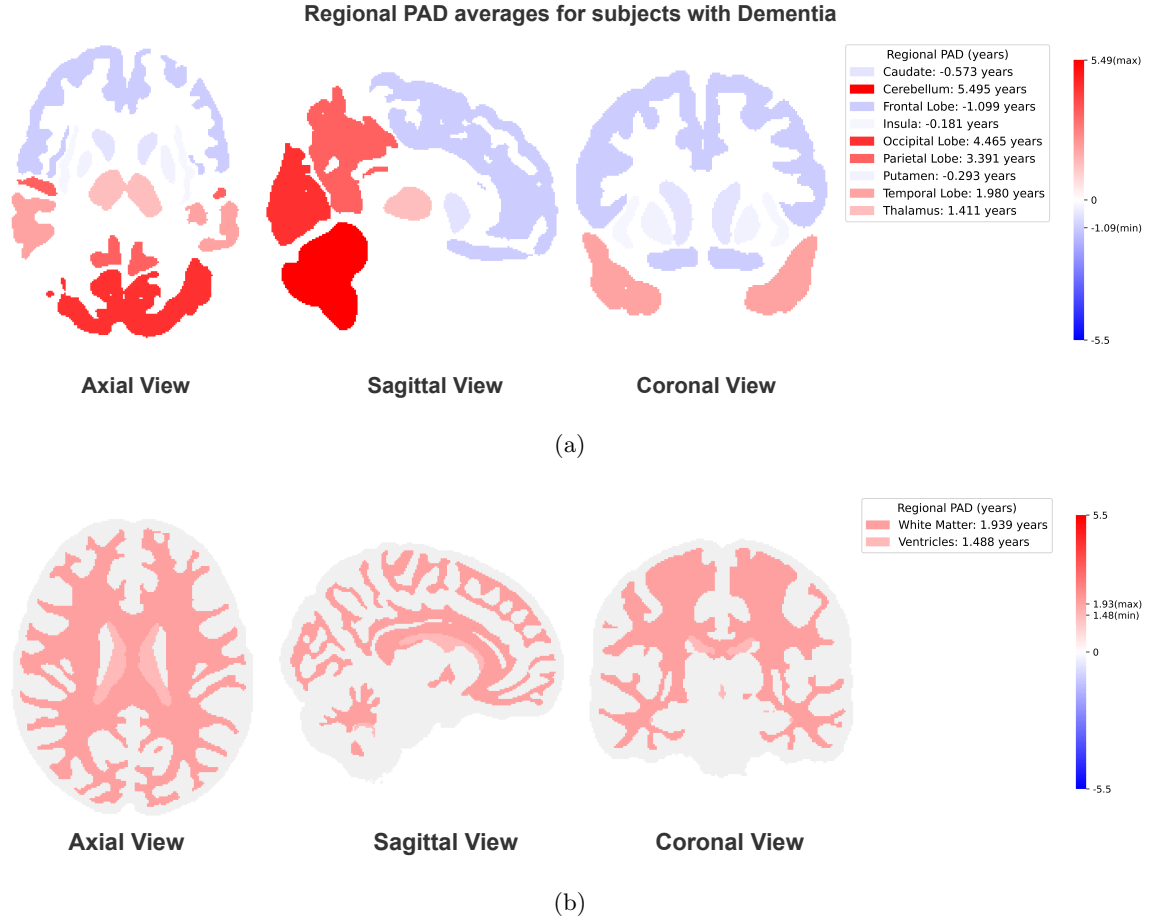 Regional PAD averages for subjects with Dementia
Regional PAD (years)
Caudate: -0.573 years
Cerebellum: 5.495 years
Frontal Lobe: -1.099 years
Insula: -0.181 years
Occipital Lobe: 4.465 years
Parietal Lobe: 3.391 years
Putamen: -0.293 years
Temporal Lobe: 1.980 years
Thalamus: 1.411 years
5.49(max)
0
-1.09(min)
-5.5
Axial View
Sagittal View
Coronal View
(a)
Regional PAD (years)
White Matter: 1.939 years
Ventricles: 1.488 years
5.5
1.93(max)
1.48(min)
0
-5.5
Axial View
Sagittal View
Coronal View
(b)